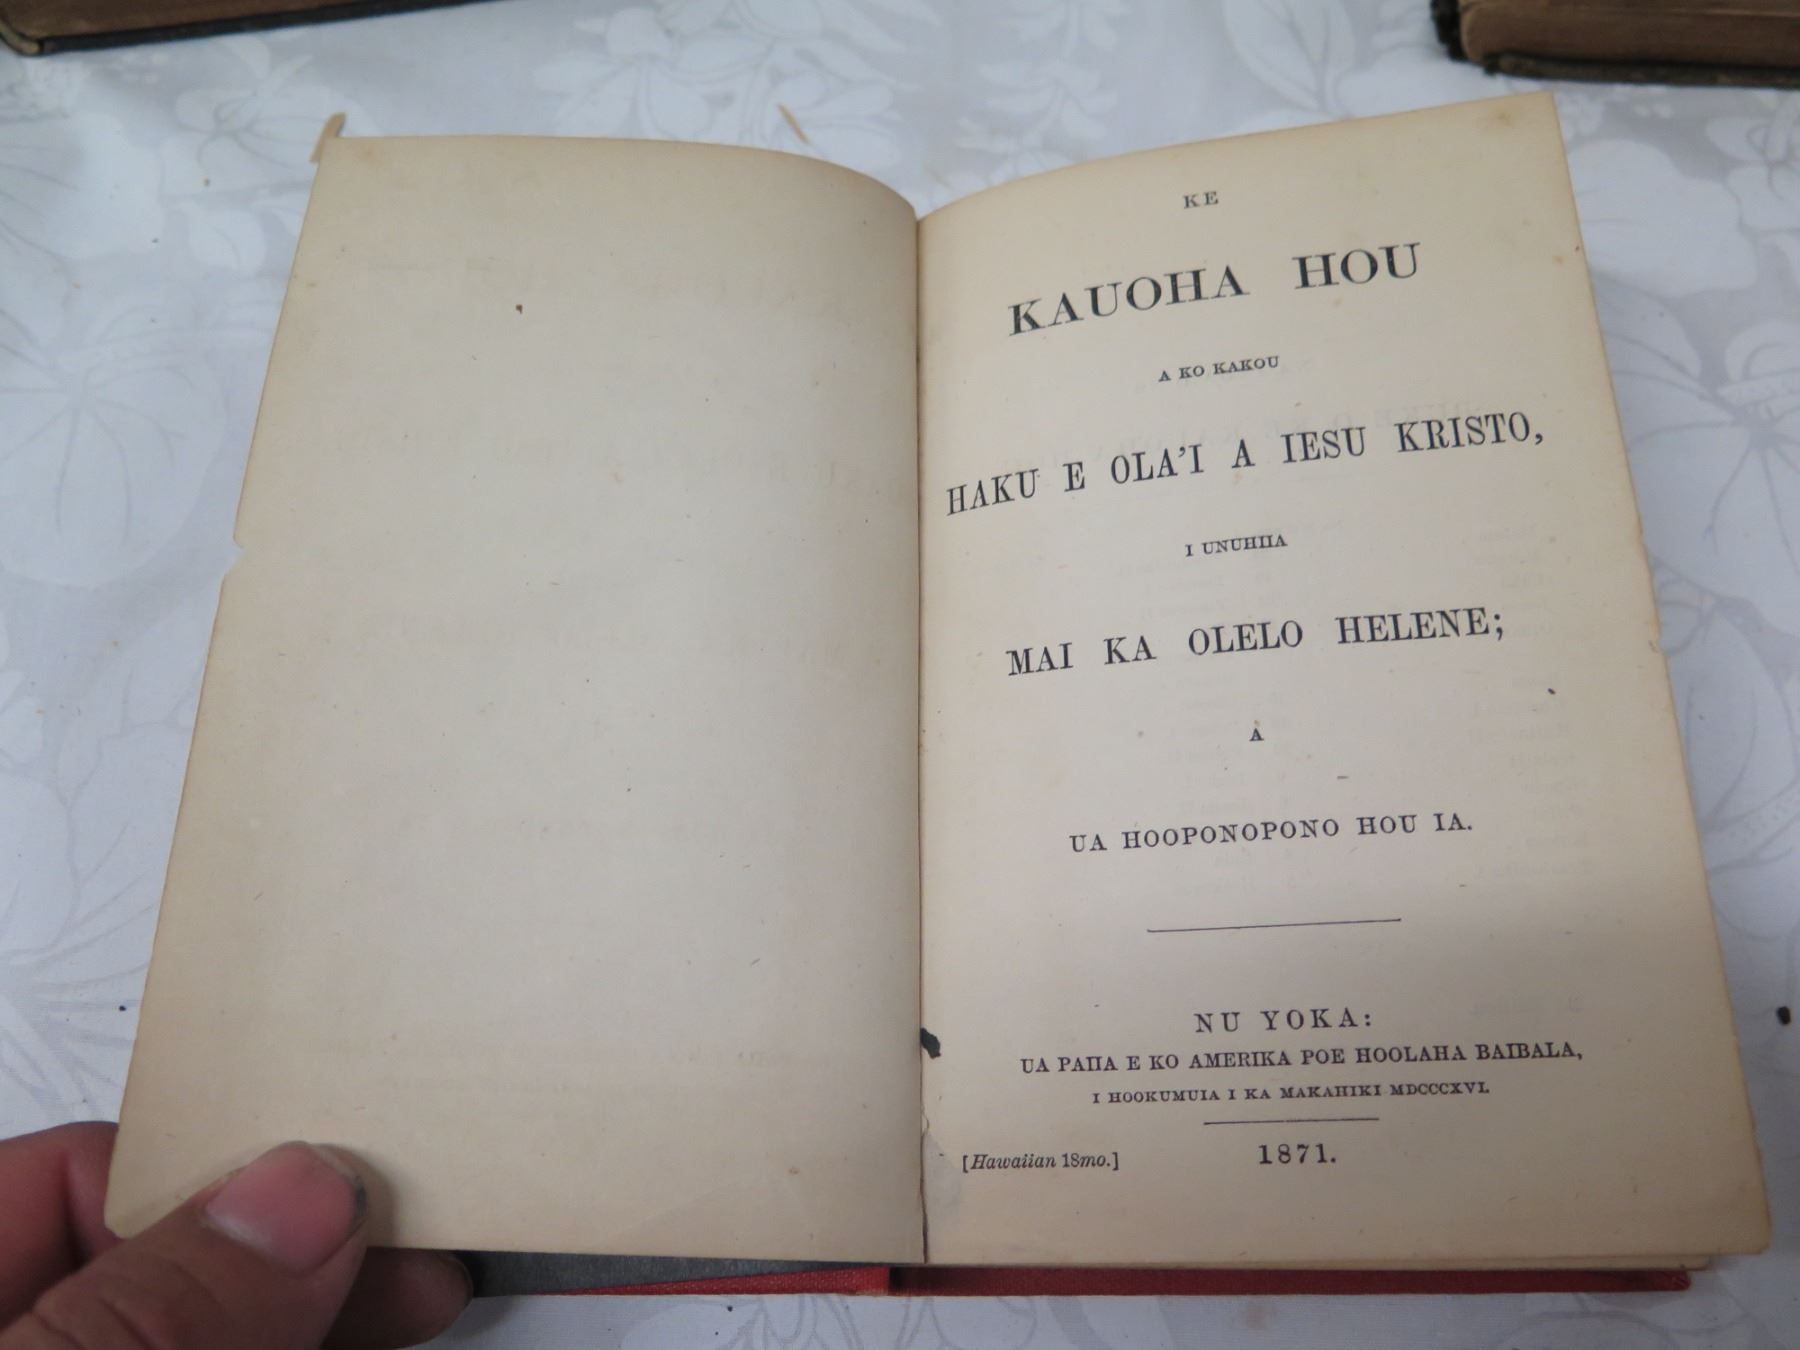 KE
KAUOHA HOU
A KO KAKOU
HAKU E OLA'I A IESU KRISTO,
I UNUHIIA
MAI KA OLELO HELENE;
A
UA HOOPONOPONO HOU IA.
NU YOKA:
UA PAIIA E KO AMERIKA POE HOOLAHA BAIBALA,
I HOOKUMUIA I KA MAKAHIKI MDCCCXVI.
[Hawaiian 18mo.] 1871.